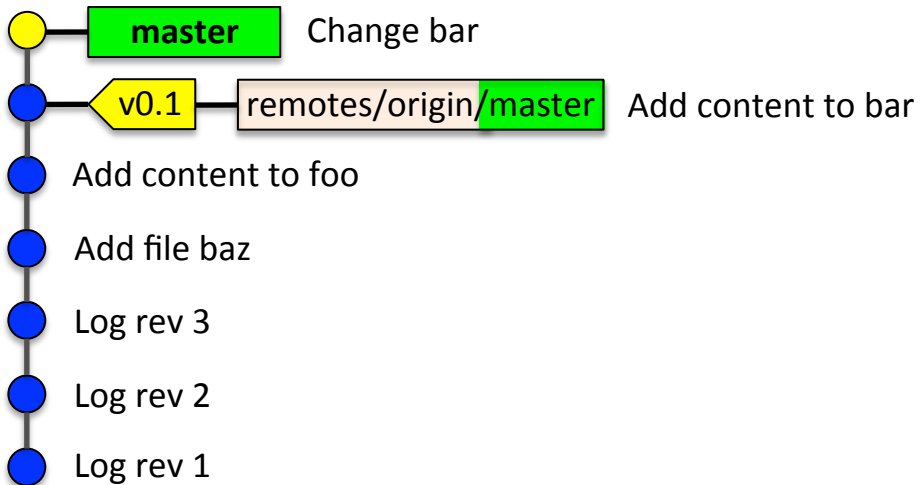 master Change bar
v0.1 remotes/origin/master Add content to bar
Add content to foo
Add file baz
Log rev 3
Log rev 2
Log rev 1